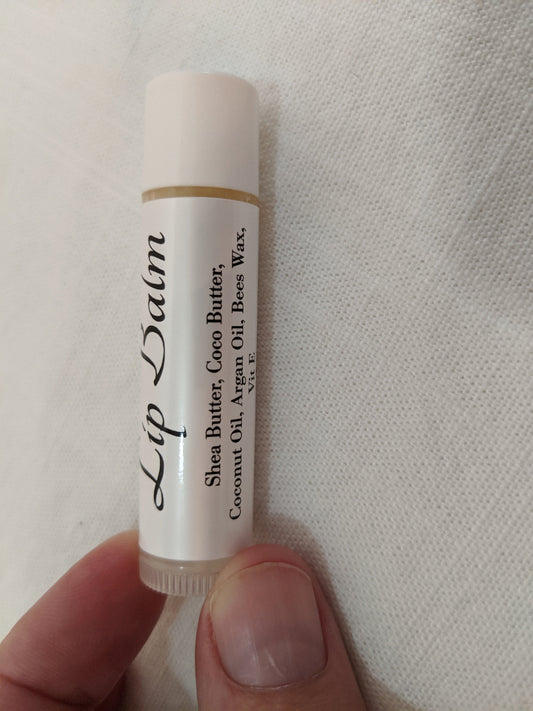 Lip Balm
Shea Butter, Coco Butter,
Coconut Oil, Argan Oil, Bees Wax,
Vit E